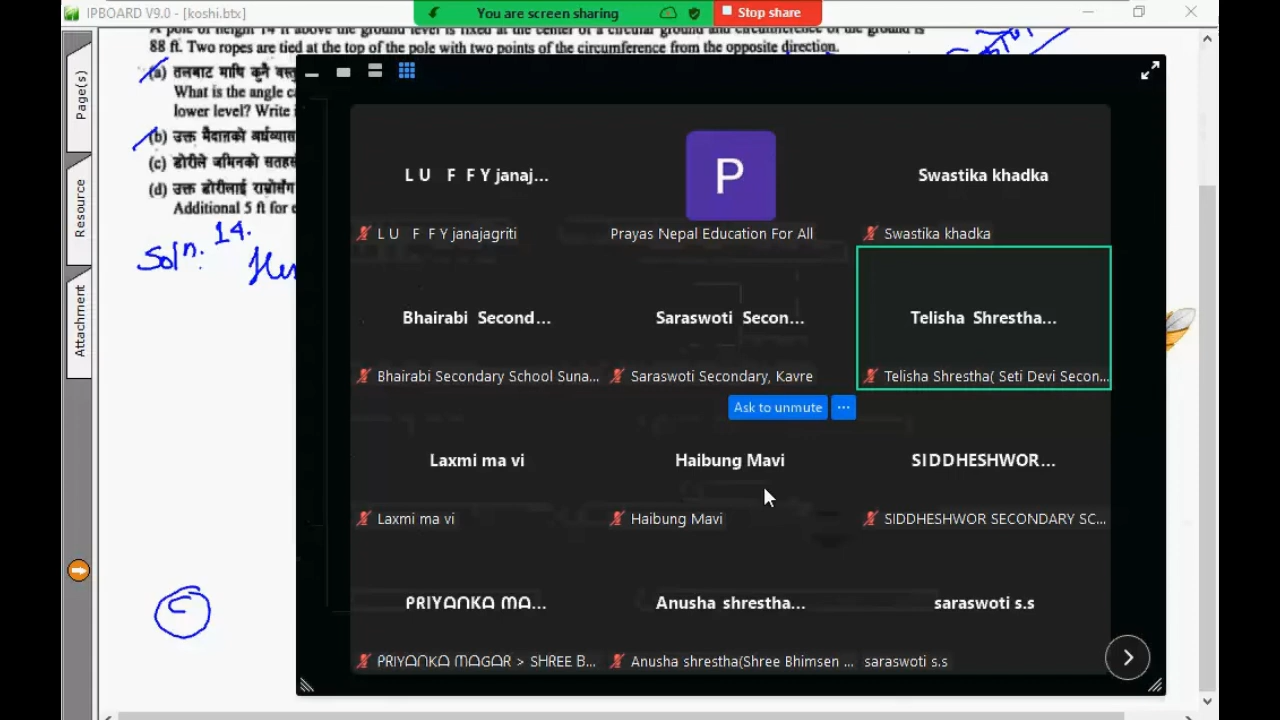 IPBOARD V9.0 - [koshi.btx]
You are screen sharing
Stop share
A pole of height 14 ft above the ground level is fixed at the center of a circular ground and circumference of the ground is
88 ft. Two ropes are tied at the top of the pole with two points of the circumference from the opposite direction.
(a) तलबाट माथि कुनै
What is the angle
lower level? Write
(b) उक्त मैदानको अर्धव्यास
(c) डोरीले जमिनको
(d) उक्त डोरीलाई
Additional 5 ft for
Soln. 14.
Page(s)
Resource
Attachment
L U F F Y janaj...
P
Swastika khadka
L U F F Y janajagriti
Prayas Nepal Education For All
Swastika khadka
Bhairabi Second...
Saraswoti Secon...
Telisha Shrestha...
Bhairabi Secondary School Suna...
Saraswoti Secondary, Kavre
Telisha Shrestha( Seti Devi Secon...
Ask to unmute
...
Laxmi ma vi
Haibung Mavi
SIDDHESHWOR...
Laxmi ma vi
Haibung Mavi
SIDDHESHWOR SECONDARY SC...
PRIYANKA MA...
Anusha shrestha...
saraswoti s.s
PRIYANKA MAGAR > SHREE B...
Anusha shrestha(Shree Bhimsen ...
saraswoti s.s